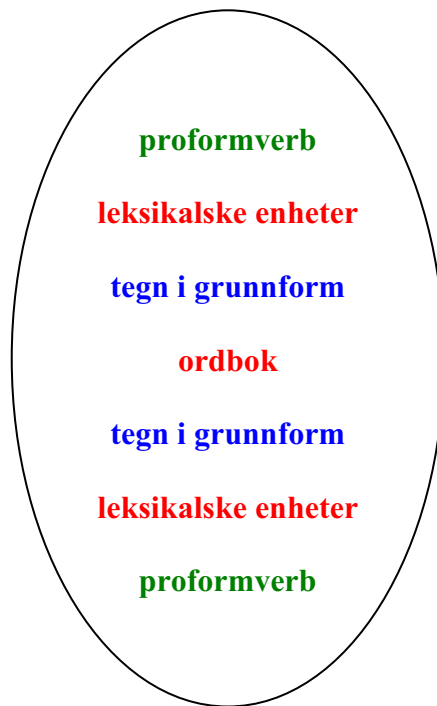 proformverb
leksikalske enheter
tegn i grunnform
ordbok
tegn i grunnform
leksikalske enheter
proformverb